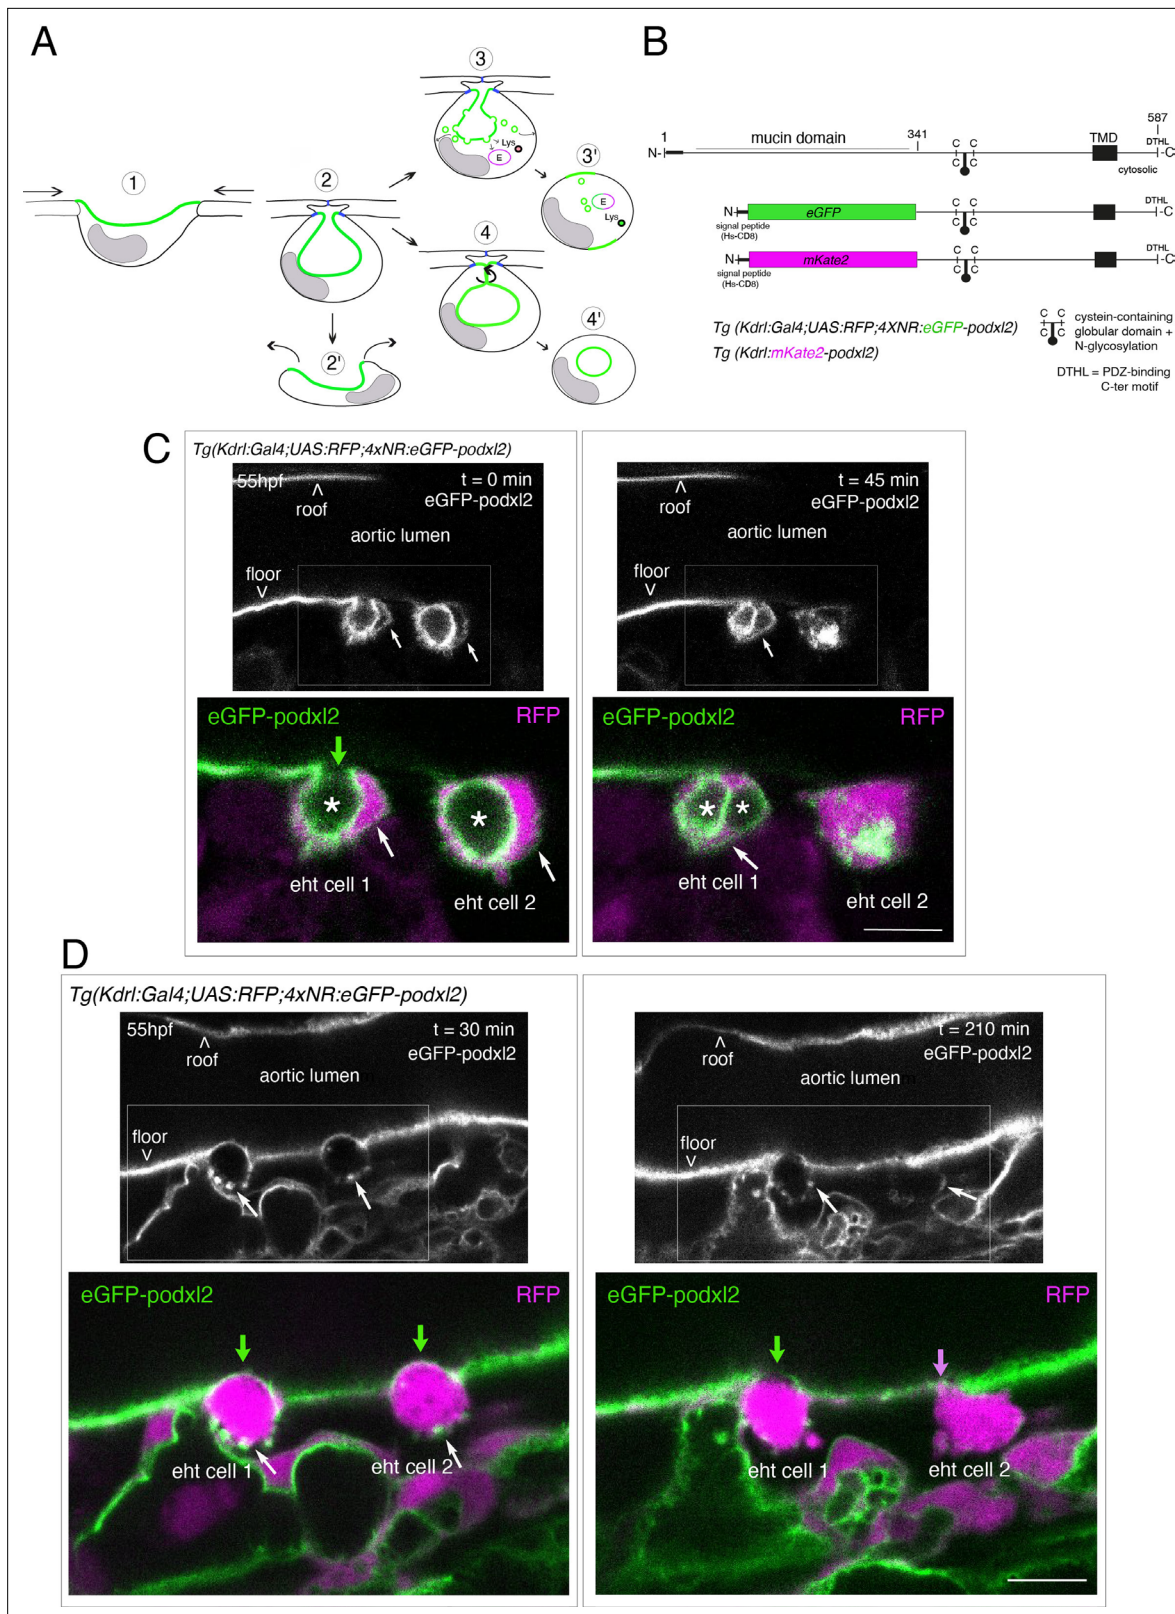 A
1
2
2'
3
Lys
E
3'
E
Lys
4
4'
B
1
587
mucin domain
341
TMD
DTHL
N-
C C
C C
cytosolic
-C
N
eGFP
C C
C C
DTHL
-C
signal peptide
(Hs-CD8)
N
mKate2
C C
C C
DTHL
-C
signal peptide
(Hs-CD8)
Tg (Kdrl:Gal4;UAS:RFP;4XNR:eGFP-podxl2)
Tg (Kdrl:mKate2-podxl2)
C C
C C
cystein-containing
globular domain +
N-glycosylation
DTHL = PDZ-binding
C-ter motif
C
Tg(Kdrl:Gal4;UAS:RFP;4xNR:eGFP-podxl2)
55hpf
t = 0 min
eGFP-podxl2
roof
aortic lumen
floor
t = 45 min
eGFP-podxl2
roof
aortic lumen
floor
eGFP-podxl2
RFP
*
*
eht cell 1
eht cell 2
eGFP-podxl2
RFP
* *
eht cell 1
eht cell 2
D
Tg(Kdrl:Gal4;UAS:RFP;4xNR:eGFP-podxl2)
55hpf
t = 30 min
eGFP-podxl2
roof
aortic lumen
floor
t = 210 min
eGFP-podxl2
roof
aortic lumen
floor
eGFP-podxl2
RFP
eht cell 1
eht cell 2
eGFP-podxl2
RFP
eht cell 1
eht cell 2